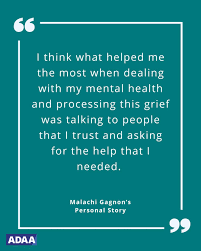 “
I think what helped me
the most when dealing
with my mental health
and processing this grief
was talking to people
that I trust and asking
for the help that I
needed.
Malachi Gagnon's
Personal Story
ADAA
”